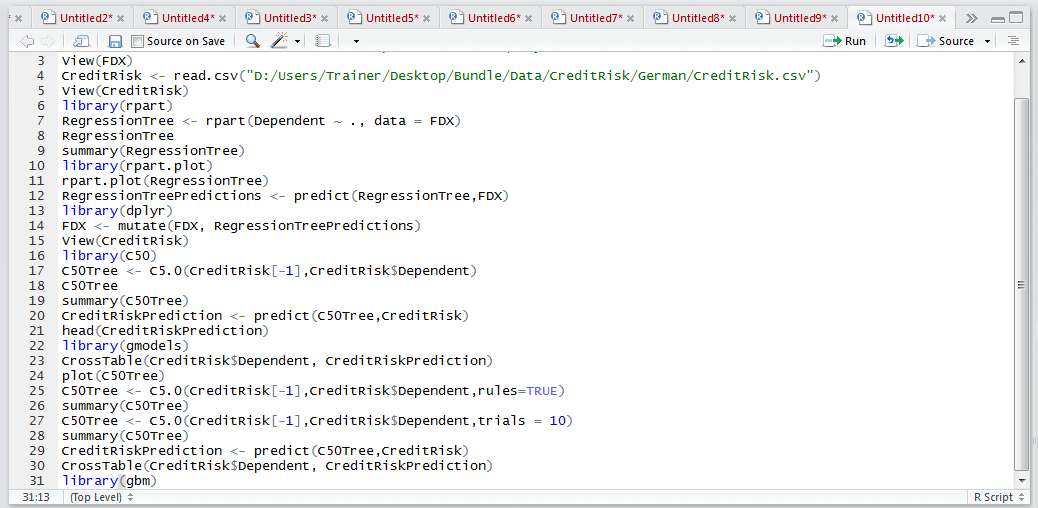 Untitled2* Untitled4* Untitled3* Untitled5* Untitled6* Untitled7* Untitled8* Untitled9* Untitled10*
Source on Save Run Source
3 View(FDX)
4 CreditRisk <- read.csv("D:/Users/Trainer/Desktop/Bundle/Data/CreditRisk/German/CreditRisk.csv")
5 View(CreditRisk)
6 library(rpart)
7 RegressionTree <- rpart(Dependent ~ ., data = FDX)
8 RegressionTree
9 summary(RegressionTree)
10 library(rpart.plot)
11 rpart.plot(RegressionTree)
12 RegressionTreePredictions <- predict(RegressionTree,FDX)
13 library(dplyr)
14 FDX <- mutate(FDX, RegressionTreePredictions)
15 View(CreditRisk)
16 library(C50)
17 C50Tree <- C5.0(CreditRisk[-1],CreditRisk$Dependent)
18 C50Tree
19 summary(C50Tree)
20 CreditRiskPrediction <- predict(C50Tree,CreditRisk)
21 head(CreditRiskPrediction)
22 library(gmodels)
23 CrossTable(CreditRisk$Dependent, CreditRiskPrediction)
24 plot(C50Tree)
25 C50Tree <- C5.0(CreditRisk[-1],CreditRisk$Dependent,rules=TRUE)
26 summary(C50Tree)
27 C50Tree <- C5.0(CreditRisk[-1],CreditRisk$Dependent,trials = 10)
28 summary(C50Tree)
29 CreditRiskPrediction <- predict(C50Tree,CreditRisk)
30 CrossTable(CreditRisk$Dependent, CreditRiskPrediction)
31 library(gbm)
31:13 (Top Level) R Script